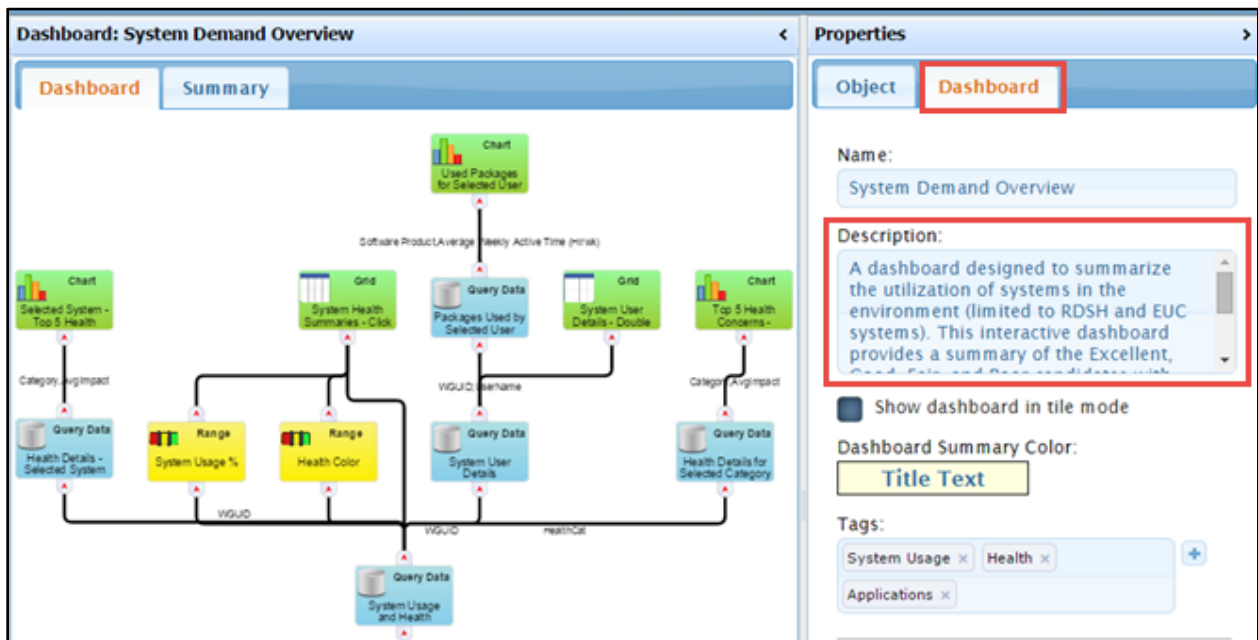 Dashboard: System Demand Overview
Dashboard
Summary
Chart
Used Packages
for Selected User
Software Product,Average Weekly Active Time (Hr/wk)
Chart
Selected System -
Top 5 Health
Grid
System Health
Summaries - Click
Query Data
Packages Used by
Selected User
Grid
System User
Details - Double
Chart
Top 5 Health
Concerns -
Category,AvgImpact
WGUID,Username
Category,AvgImpact
Query Data
Health Details -
Selected System
Range
System Usage %
Range
Health Color
Query Data
System User
Details
Query Data
Health Details for
Selected Category
WGUID
WGUID
HealthCat
Query Data
System Usage
and Health
Properties
Object
Dashboard
Name:
System Demand Overview
Description:
A dashboard designed to summarize
the utilization of systems in the
environment (limited to RDSH and EUC
systems). This interactive dashboard
provides a summary of the Excellent,
Good, Fair, and Poor candidates with
Show dashboard in tile mode
Dashboard Summary Color:
Title Text
Tags:
System Usage × Health ×
Applications ×